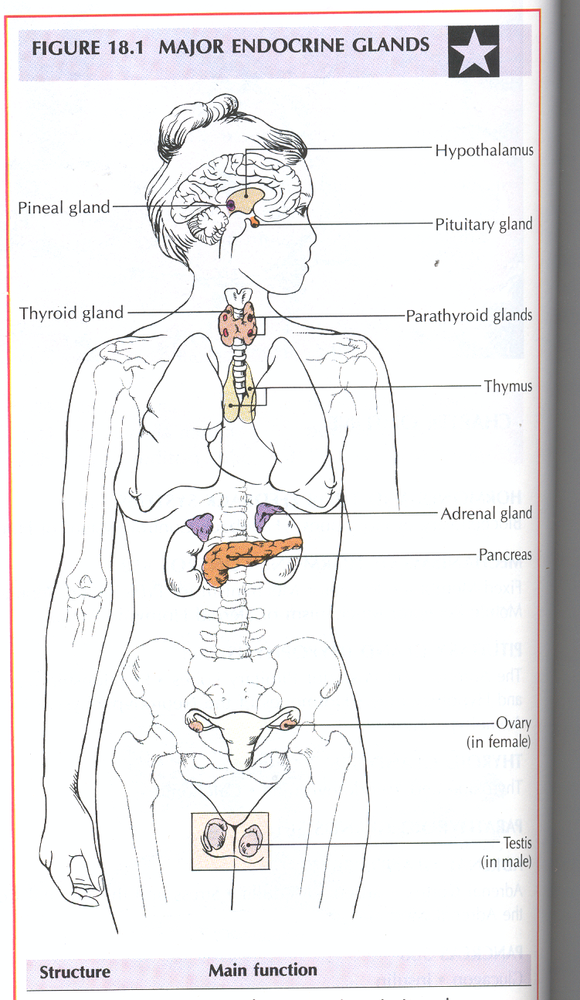 FIGURE 18.1 MAJOR ENDOCRINE GLANDS
Hypothalamus
Pineal gland
Pituitary gland
Thyroid gland
Parathyroid glands
Thymus
Adrenal gland
Pancreas
Ovary
(in female)
Testis
(in male)
Structure Main function